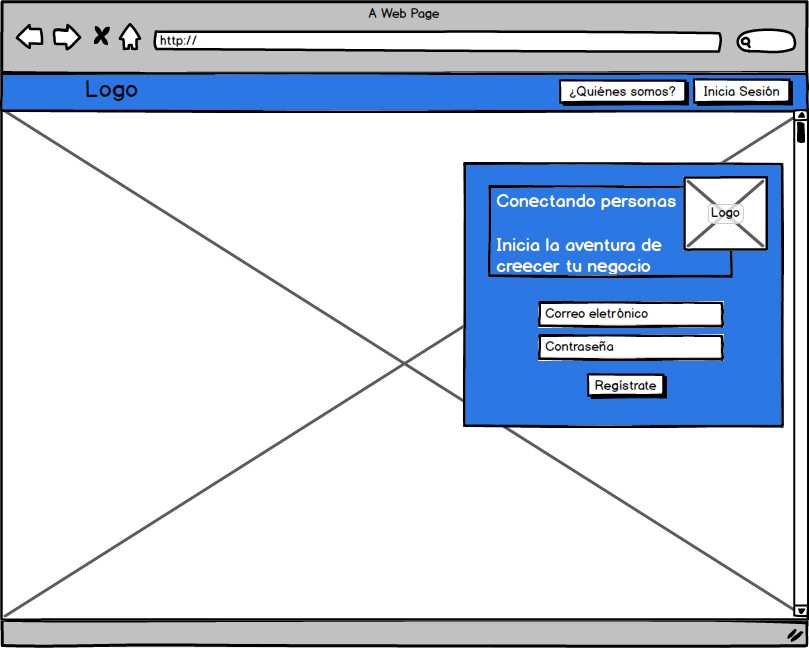 A Web Page
http://
Logo
¿Quiénes somos?
Inicia Sesión
Conectando personas
Logo
Inicia la aventura de
creecer tu negocio
Correo eletrónico
Contraseña
Regístrate